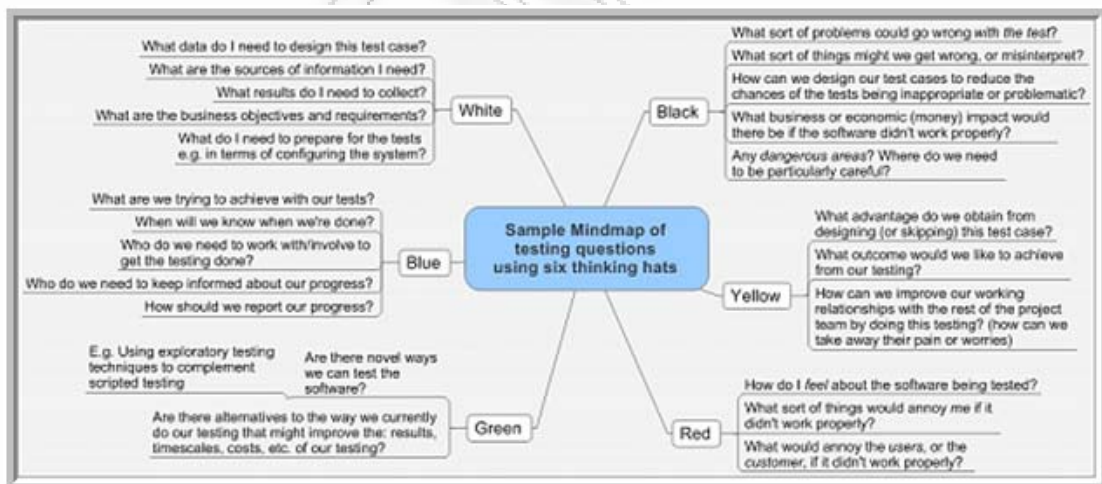 What data do I need to design this test case?
What are the sources of information I need?
What results do I need to collect?
What are the business objectives and requirements?
What do I need to prepare for the tests
e.g. in terms of configuring the system?
White
What are we trying to achieve with our tests?
When will we know when we're done?
Who do we need to work with/involve to
get the testing done?
Who do we need to keep informed about our progress?
How should we report our progress?
Blue
E.g. Using exploratory testing
techniques to complement
scripted testing
Are there novel ways
we can test the
software?
Are there alternatives to the way we currently
do our testing that might improve the: results,
timescales, costs, etc. of our testing?
Green
Sample Mindmap of
testing questions
using six thinking hats
Black
What sort of problems could go wrong with the test?
What sort of things might we get wrong, or misinterpret?
How can we design our test cases to reduce the
chances of the tests being inappropriate or problematic?
What business or economic (money) impact would
there be if the software didn't work properly?
Any dangerous areas? Where do we need
to be particularly careful?
Yellow
What advantage do we obtain from
designing (or skipping) this test case?
What outcome would we like to achieve
from our testing?
How can we improve our working
relationships with the rest of the project
team by doing this testing? (how can we
take away their pain or worries)
Red
How do I feel about the software being tested?
What sort of things would annoy me if it
didn't work properly?
What would annoy the users, or the
customer, if it didn't work properly?